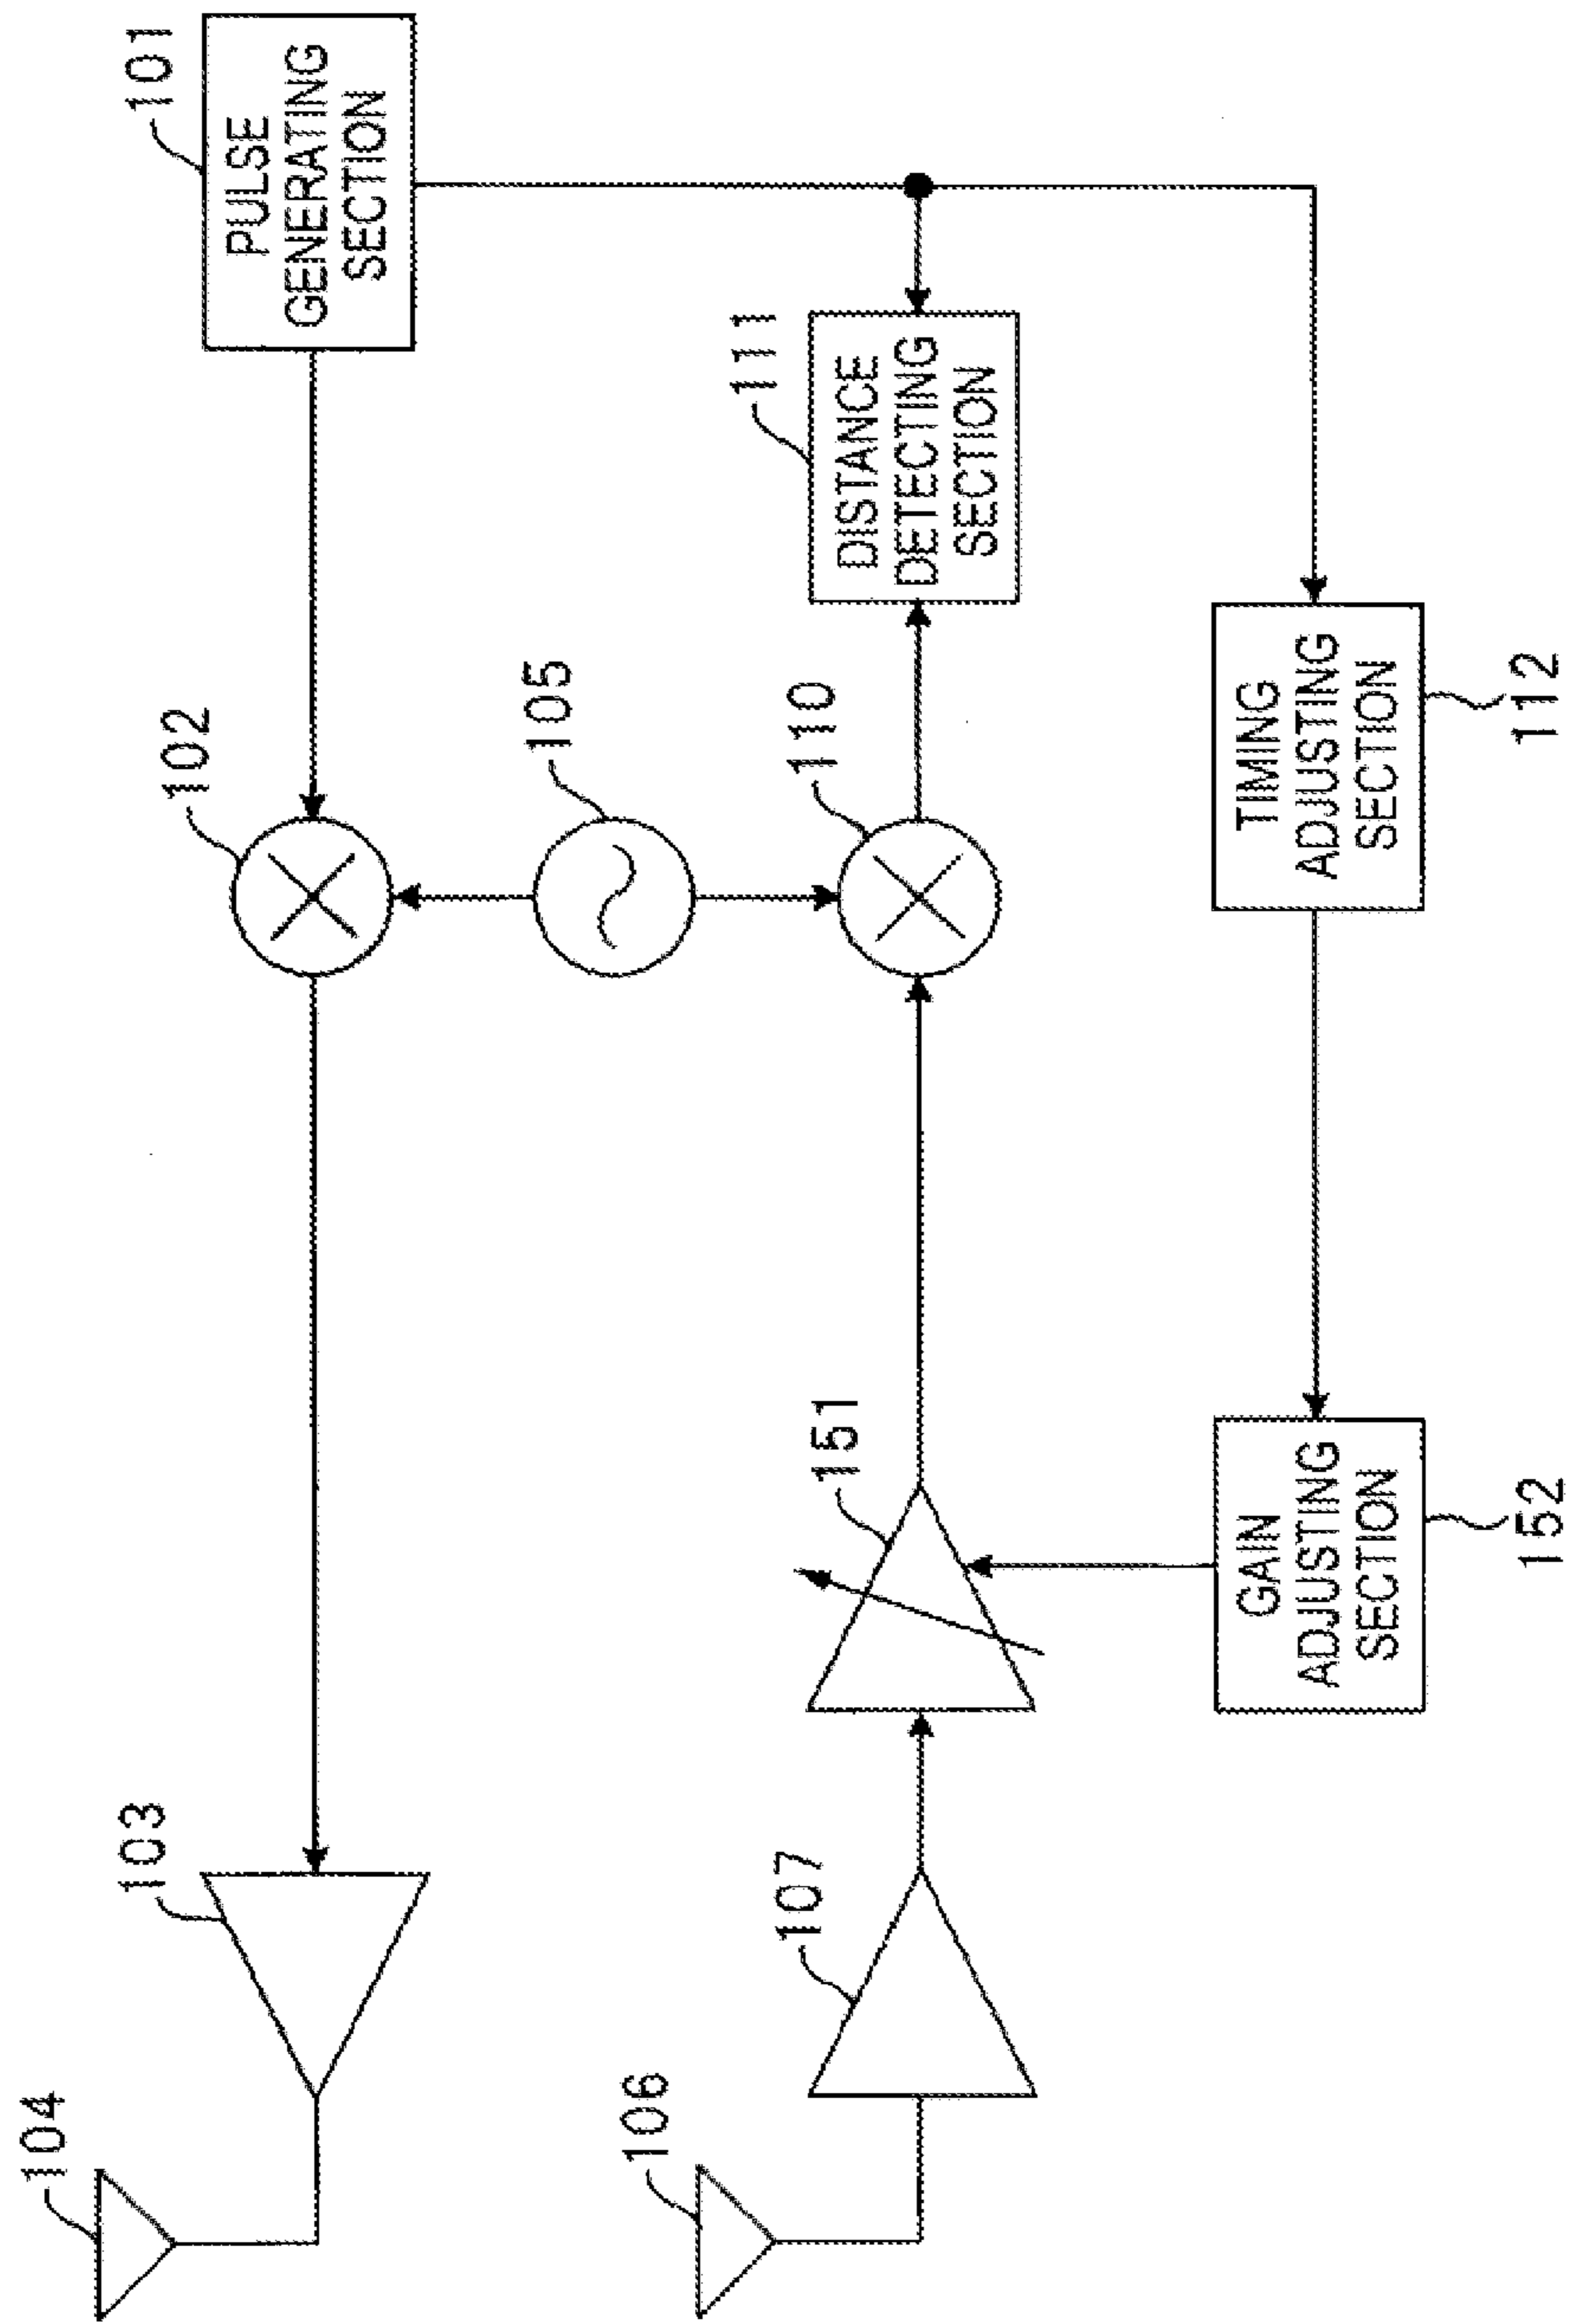 104
103
102
101
PULSE
GENERATING
SECTION
105
106
107
151
110
111
DISTANCE
DETECTING
SECTION
GAIN
ADJUSTING
SECTION
152
TIMING
ADJUSTING
SECTION
112